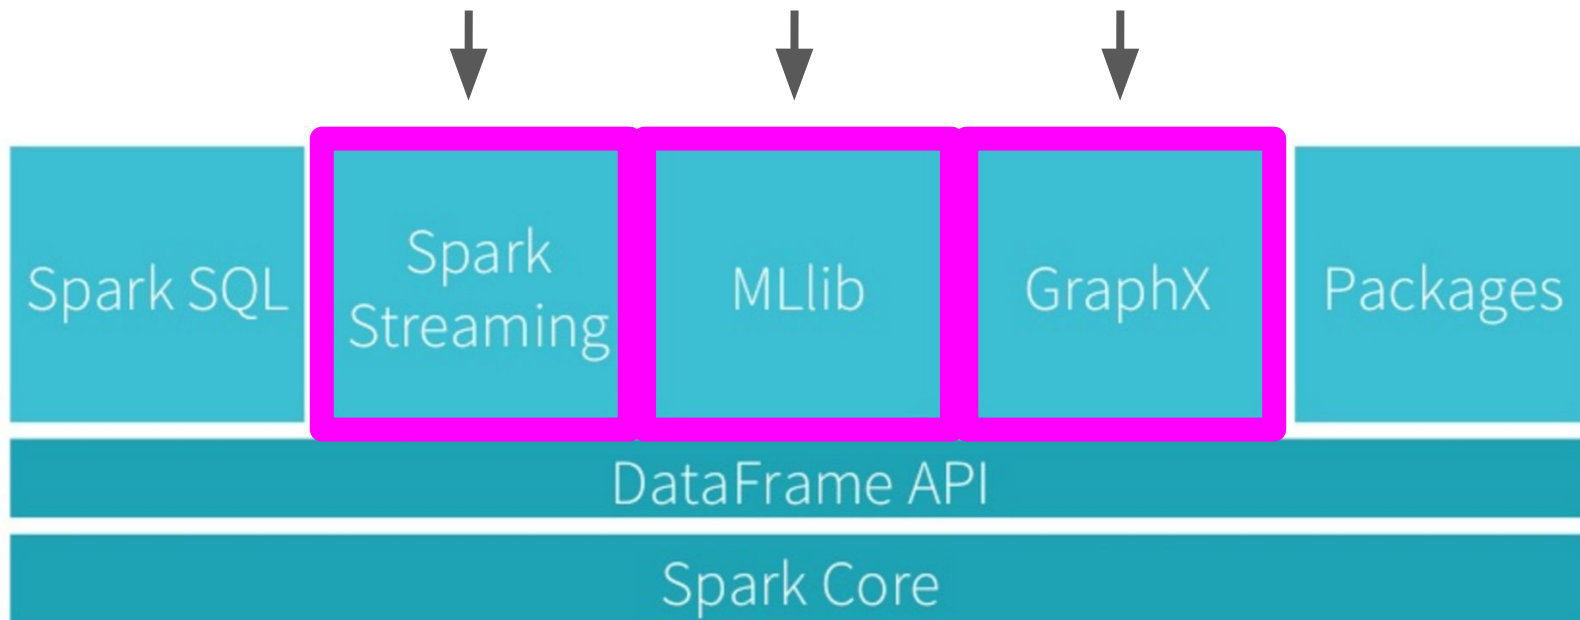 Spark SQL
Spark
Streaming
MLlib
GraphX
Packages
DataFrame API
Spark Core